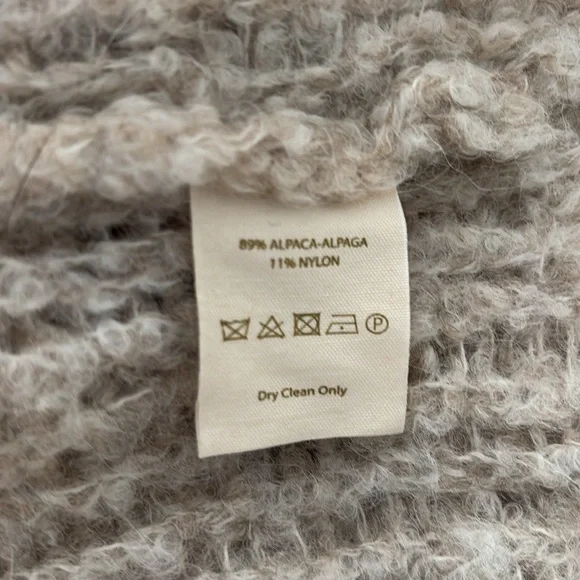 89% ALPACA-ALPAGA
11% NYLON
P
Dry Clean Only